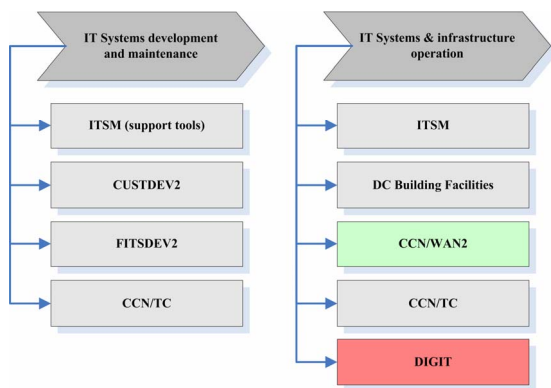 IT Systems development
and maintenance
ITSM (support tools)
CUSTDEV2
FITSDEV2
CCN/TC
IT Systems & infrastructure
operation
ITSM
DC Building Facilities
CCN/WAN2
CCN/TC
DIGIT